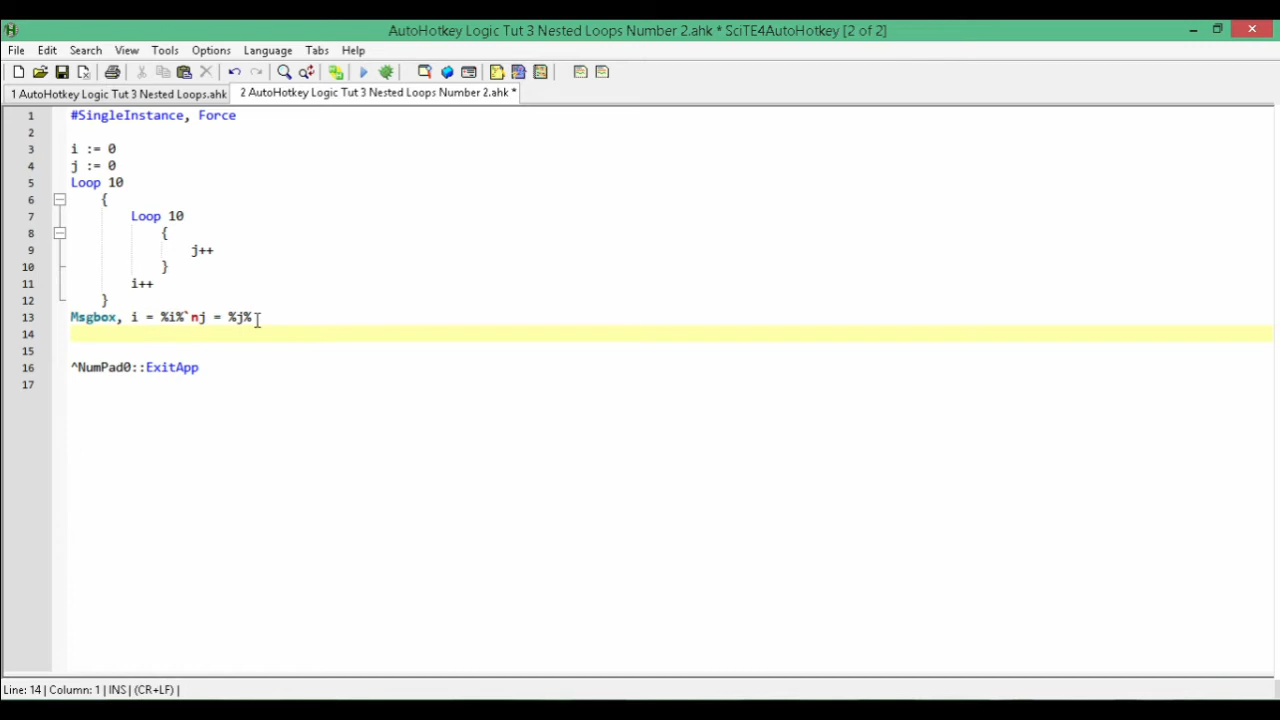 AutoHotkey Logic Tut 3 Nested Loops Number 2.ahk * SciTE4AutoHotkey [2 of 2]
File Edit Search View Tools Options Language Tabs Help
1 AutoHotkey Logic Tut 3 Nested Loops.ahk 2 AutoHotkey Logic Tut 3 Nested Loops Number 2.ahk *
1 #SingleInstance, Force
2
3 i := 0
4 j := 0
5 Loop 10
6 {
7 Loop 10
8 {
9 j++
10 }
11 i++
12 }
13 Msgbox, i = %i%`nj = %j%
14
15
16 ^NumPad0::ExitApp
17
Line: 14 | Column: 1 | INS | (CR+LF) |